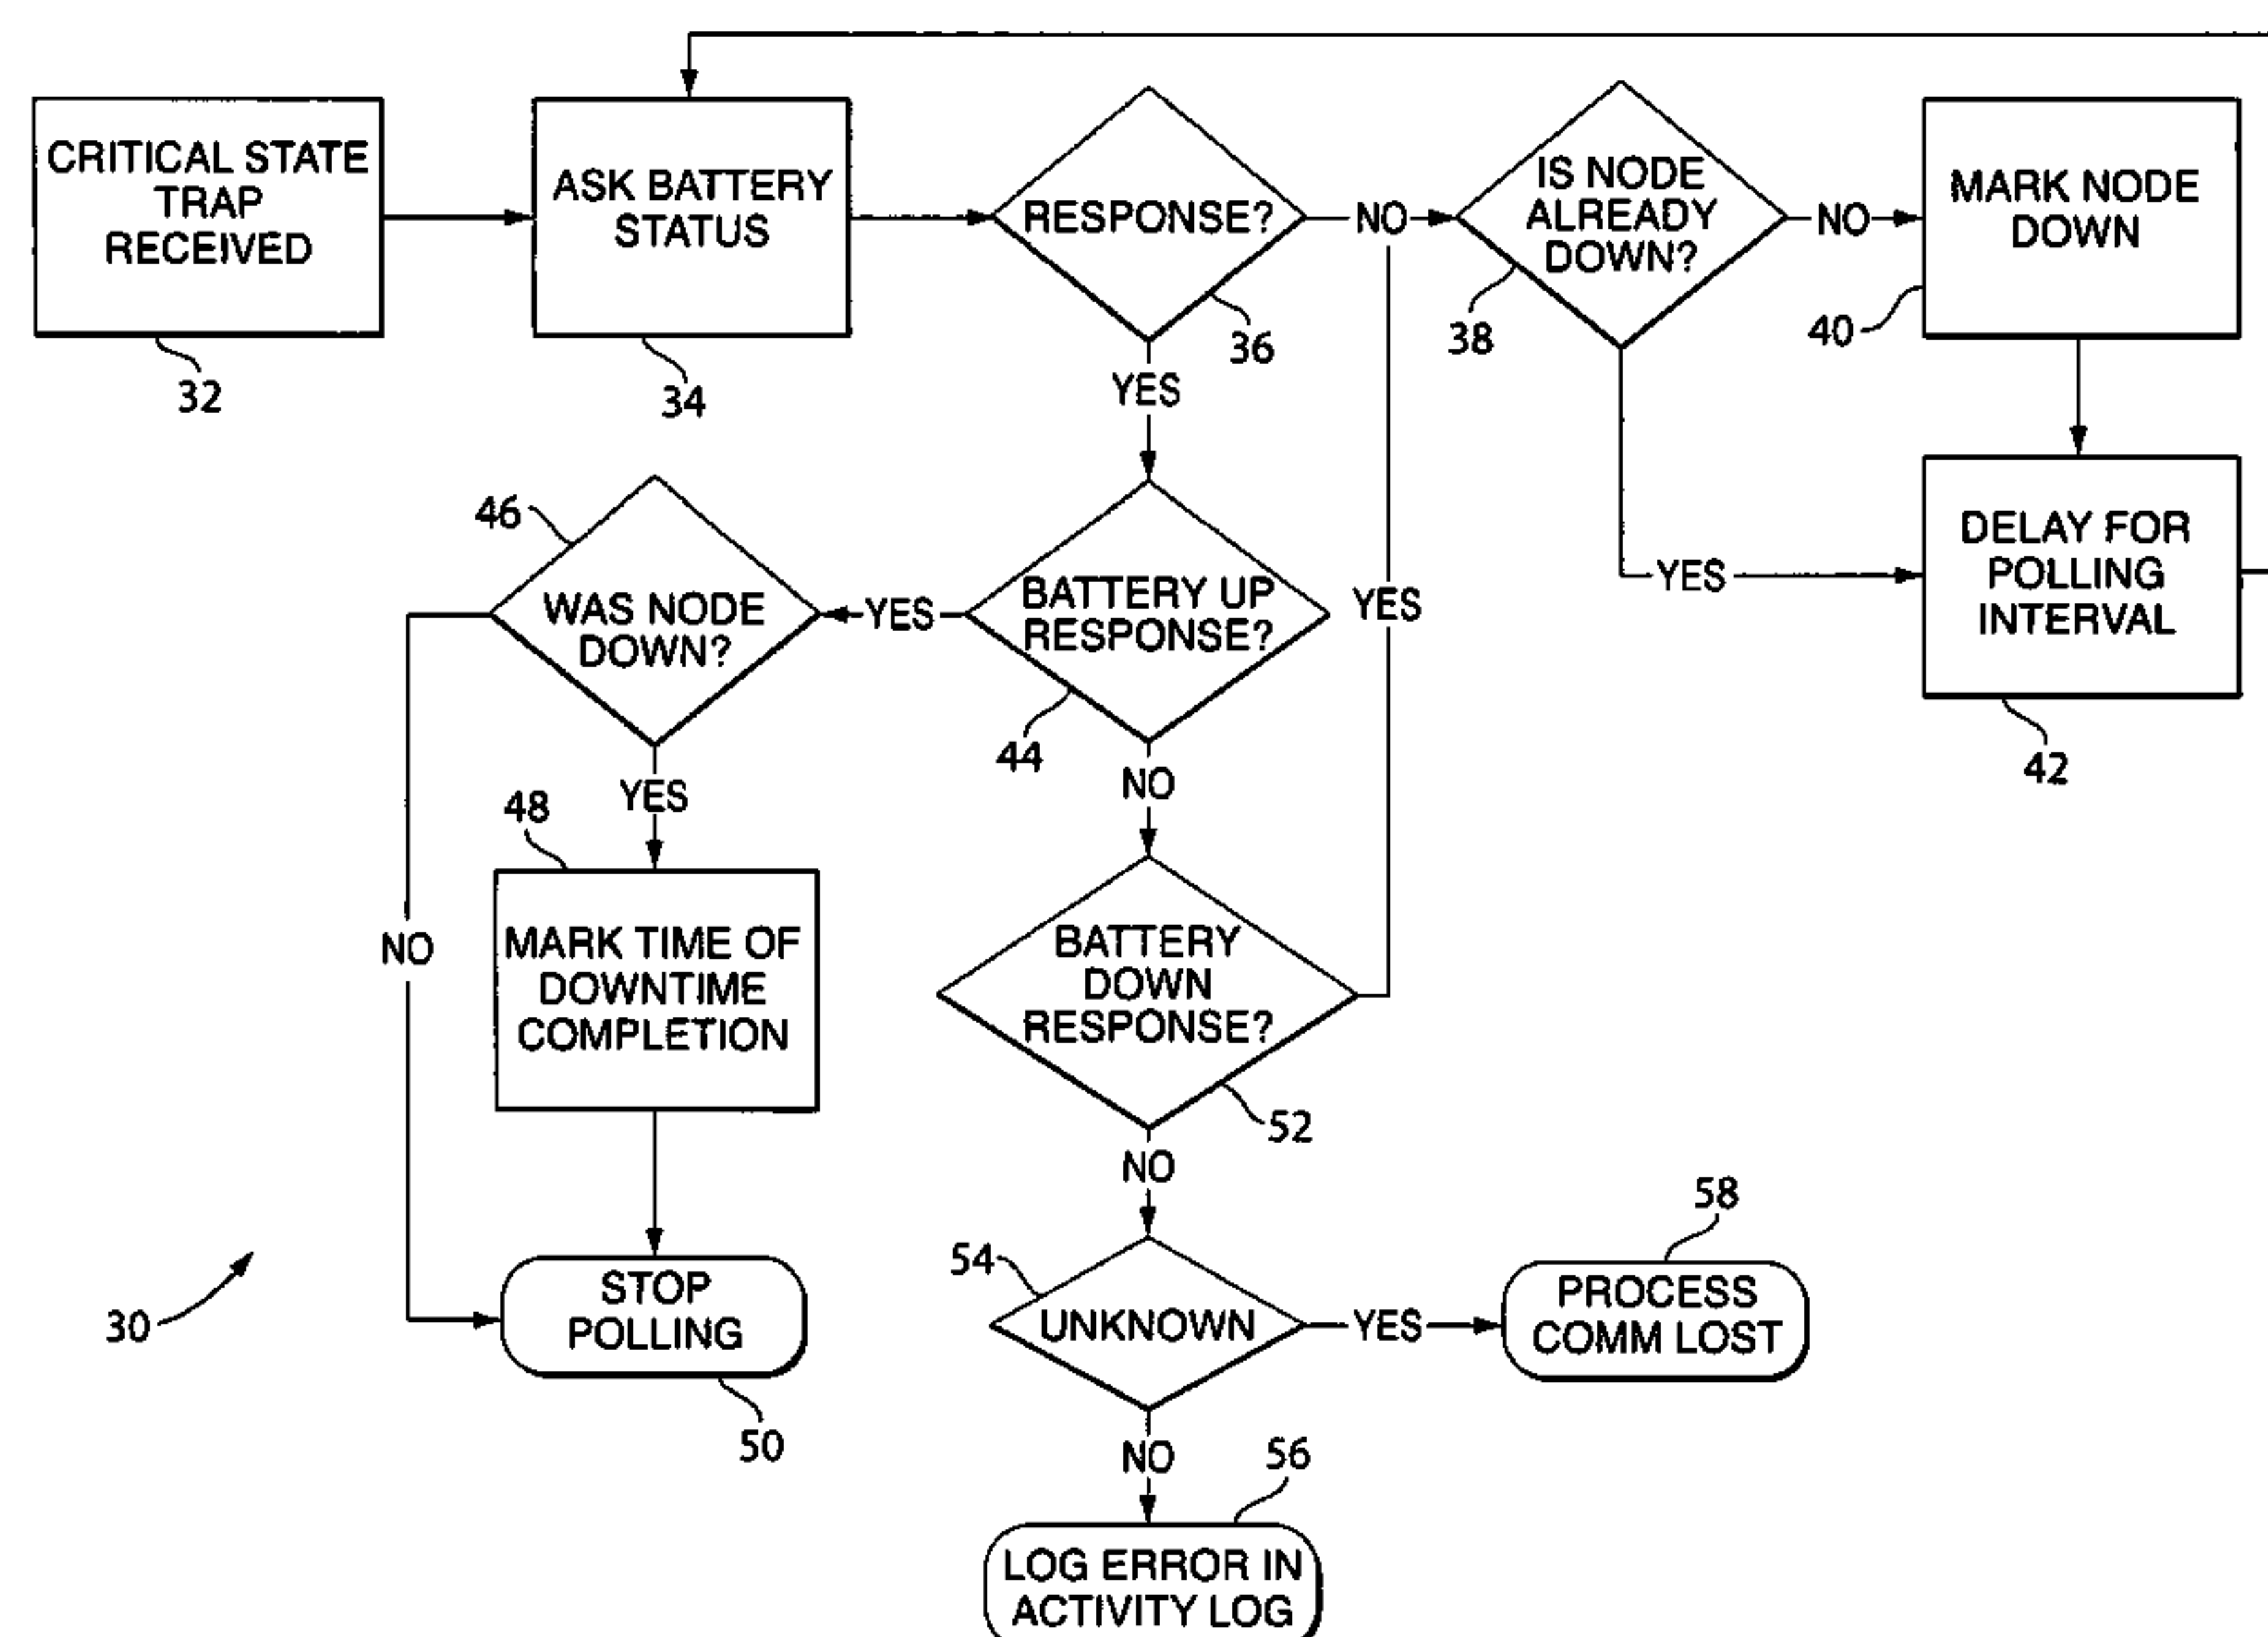 CRITICAL STATE
TRAP
RECEIVED
32
ASK BATTERY
STATUS
34
RESPONSE?
36
NO
IS NODE
ALREADY
DOWN?
38
NO
MARK NODE
DOWN
40
YES
YES
DELAY FOR
POLLING
INTERVAL
42
BATTERY UP
RESPONSE?
44
YES
WAS NODE
DOWN?
46
YES
NO
YES
NO
MARK TIME OF
DOWNTIME
COMPLETION
48
BATTERY
DOWN
RESPONSE?
52
NO
STOP
POLLING
50
UNKNOWN
54
YES
PROCESS
COMM LOST
58
NO
LOG ERROR IN
ACTIVITY LOG
56
30